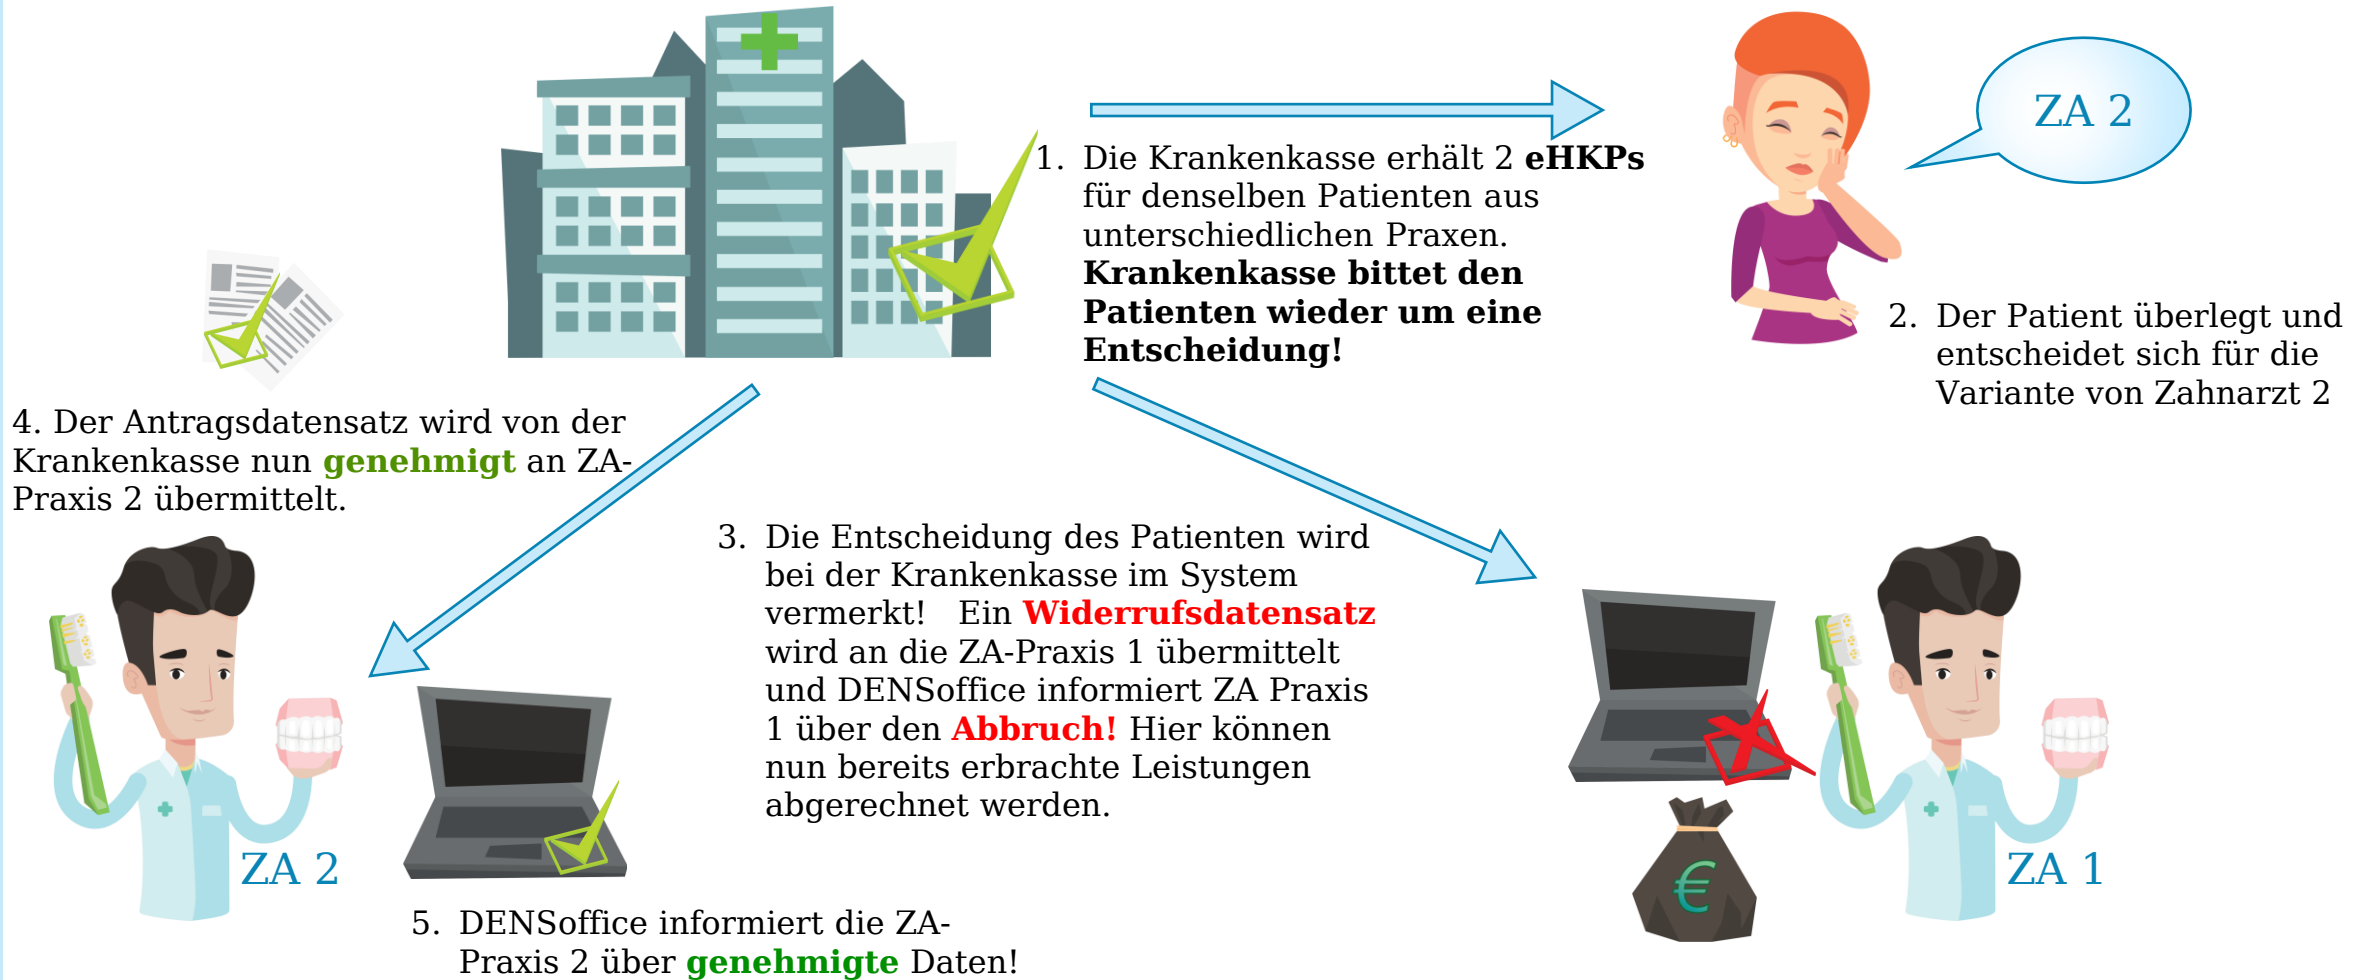 ZA 2
1. Die Krankenkasse erhält 2 eHKPs
für denselben Patienten aus
unterschiedlichen Praxen.
Krankenkasse bittet den
Patienten wieder um eine
Entscheidung!
2. Der Patient überlegt und
entscheidet sich für die
Variante von Zahnarzt 2
4. Der Antragsdatensatz wird von der
Krankenkasse nun genehmigt an ZA-
Praxis 2 übermittelt.
3. Die Entscheidung des Patienten wird
bei der Krankenkasse im System
vermerkt! Ein Widerrufsdatensatz
wird an die ZA-Praxis 1 übermittelt
und DENSoffice informiert ZA Praxis
1 über den Abbruch! Hier können
nun bereits erbrachte Leistungen
abgerechnet werden.
ZA 2
€
ZA 1
5. DENSoffice informiert die ZA-
Praxis 2 über genehmigte Daten!